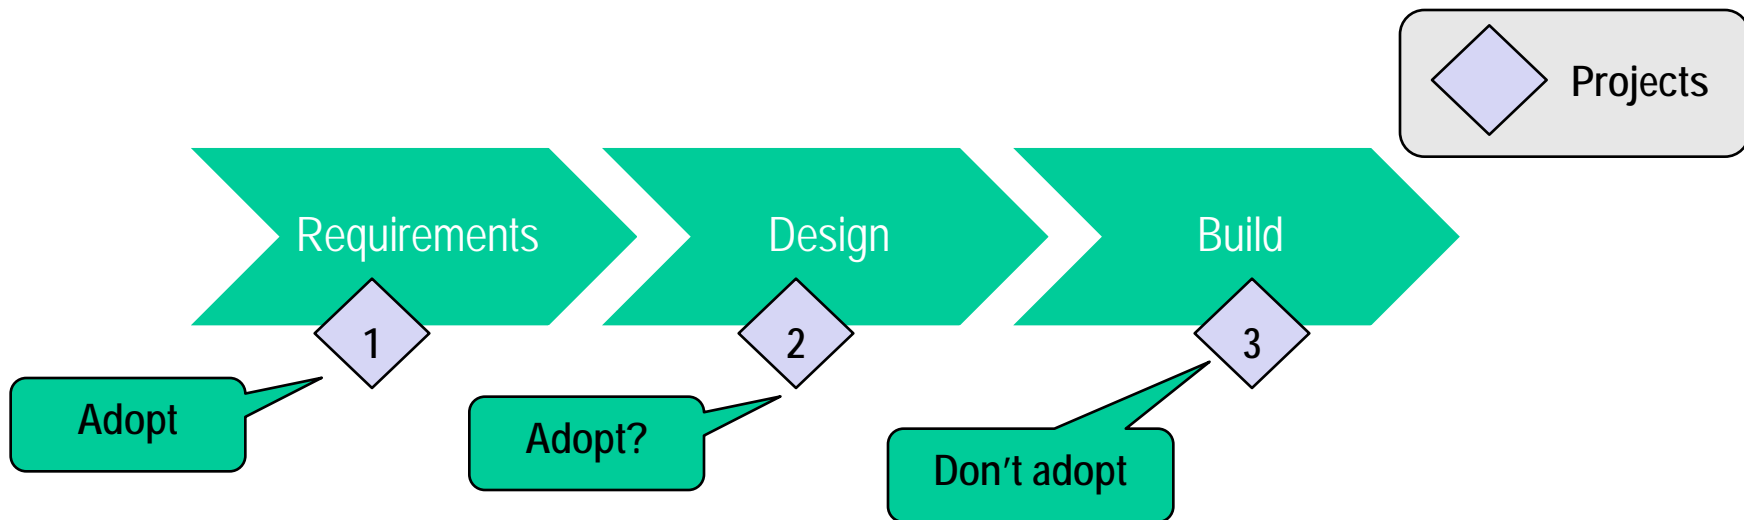 Projects
Requirements
Design
Build
1
2
3
Adopt
Adopt?
Don't adopt